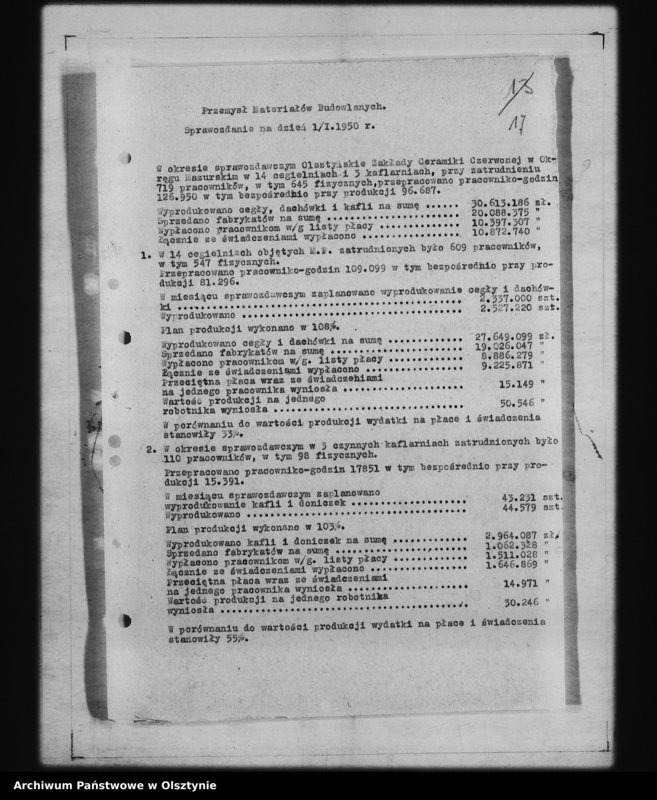 13
17
Przemysł Materiałów Budowlanych.
Sprawozdanie na dzień 1/I.1950 r.
W okresie sprawozdawczym Olsztyńskie Zakłady Ceramiki Czerwonej w Ok-
ręgu Mazurskim w 14 cegielniach i 3 kaflarniach, przy zatrudnieniu
719 pracowników, w tym 645 fizycznych,przepracowano pracowniko-godzin
126.950 w tym bezpośrednio przy produkcji 96.687.
Wyprodukowano cegły, dachówki i kafli na sumę ...... 30.613.186 zł.
Sprzedano fabrykatów na sumę ................ 20.088.375 "
Wypłacono pracownikom w/g listy płacy ............... 10.397.307 "
Łącznie ze świadczeniami wypłacono .................. 10.872.740 "
1. W 14 cegielniach objętych M.P. zatrudnionych było 609 pracowników,
w tym 547 fizycznych.
Przepracowano pracowniko-godzin 109.099 w tym bezpośrednio przy pro-
dukcji 81.296.
W miesiącu sprawozdawczym zaplanowano wyprodukowanie cegły i dachów-
ki ................................................ 2.337.000 szt.
Wyprodukowano ..................................... 2.527.220 szt.
Plan produkcji wykonano w 108%.
Wyprodukowano cegły i dachówki na sumę .............. 27.649.099 zł.
Sprzedano fabrykatów na sumę ........................ 19.026.047 "
Wypłacono pracownikom w/g. listy płacy .............. 8.886.279 "
Łącznie ze świadczeniami wypłacono .................. 9.225.871 "
Przeciętna płaca wraz ze świadczeniami
na jednego pracownika wyniosła ...................... 15.149 "
Wartość produkcji na jednego
robotnika wyniosła .................................. 50.546 "
W porównaniu do wartości produkcji wydatki na płace i świadczenia
stanowiły 33%.
2. W okresie sprawozdawczym w 3 czynnych kaflarniach zatrudnionych było
110 pracowników, w tym 98 fizycznych.
Przepracowano pracowniko-godzin 17851 w tym bezpośrednio przy pro-
dukcji 15.391.
W miesiącu sprawozdawczym zaplanowano
wyprodukowanie kafli i doniczek ..................... 43.231 szt.
Wyprodukowano ....................................... 44.579 szt.
Plan produkcji wykonano w 103%.
Wyprodukowano kafli i doniczek na sumę .............. 2.964.087 zł.
Sprzedano fabrykatów na sumę ........................ 1.062.328 "
Wypłacono pracownikom w/g. listy płacy .............. 1.511.028 "
Łącznie ze świadczeniami wypłacono .................. 1.646.869 "
Przeciętna płaca wraz ze świadczeniami
na jednego pracownika wyniosła ...................... 14.971 "
Wartość produkcji na jednego robotnika
wyniosła ............................................ 30.246 "
W porównaniu do wartości produkcji wydatki na płace i świadczenia
stanowiły 55%.
Archiwum Państwowe w Olsztynie